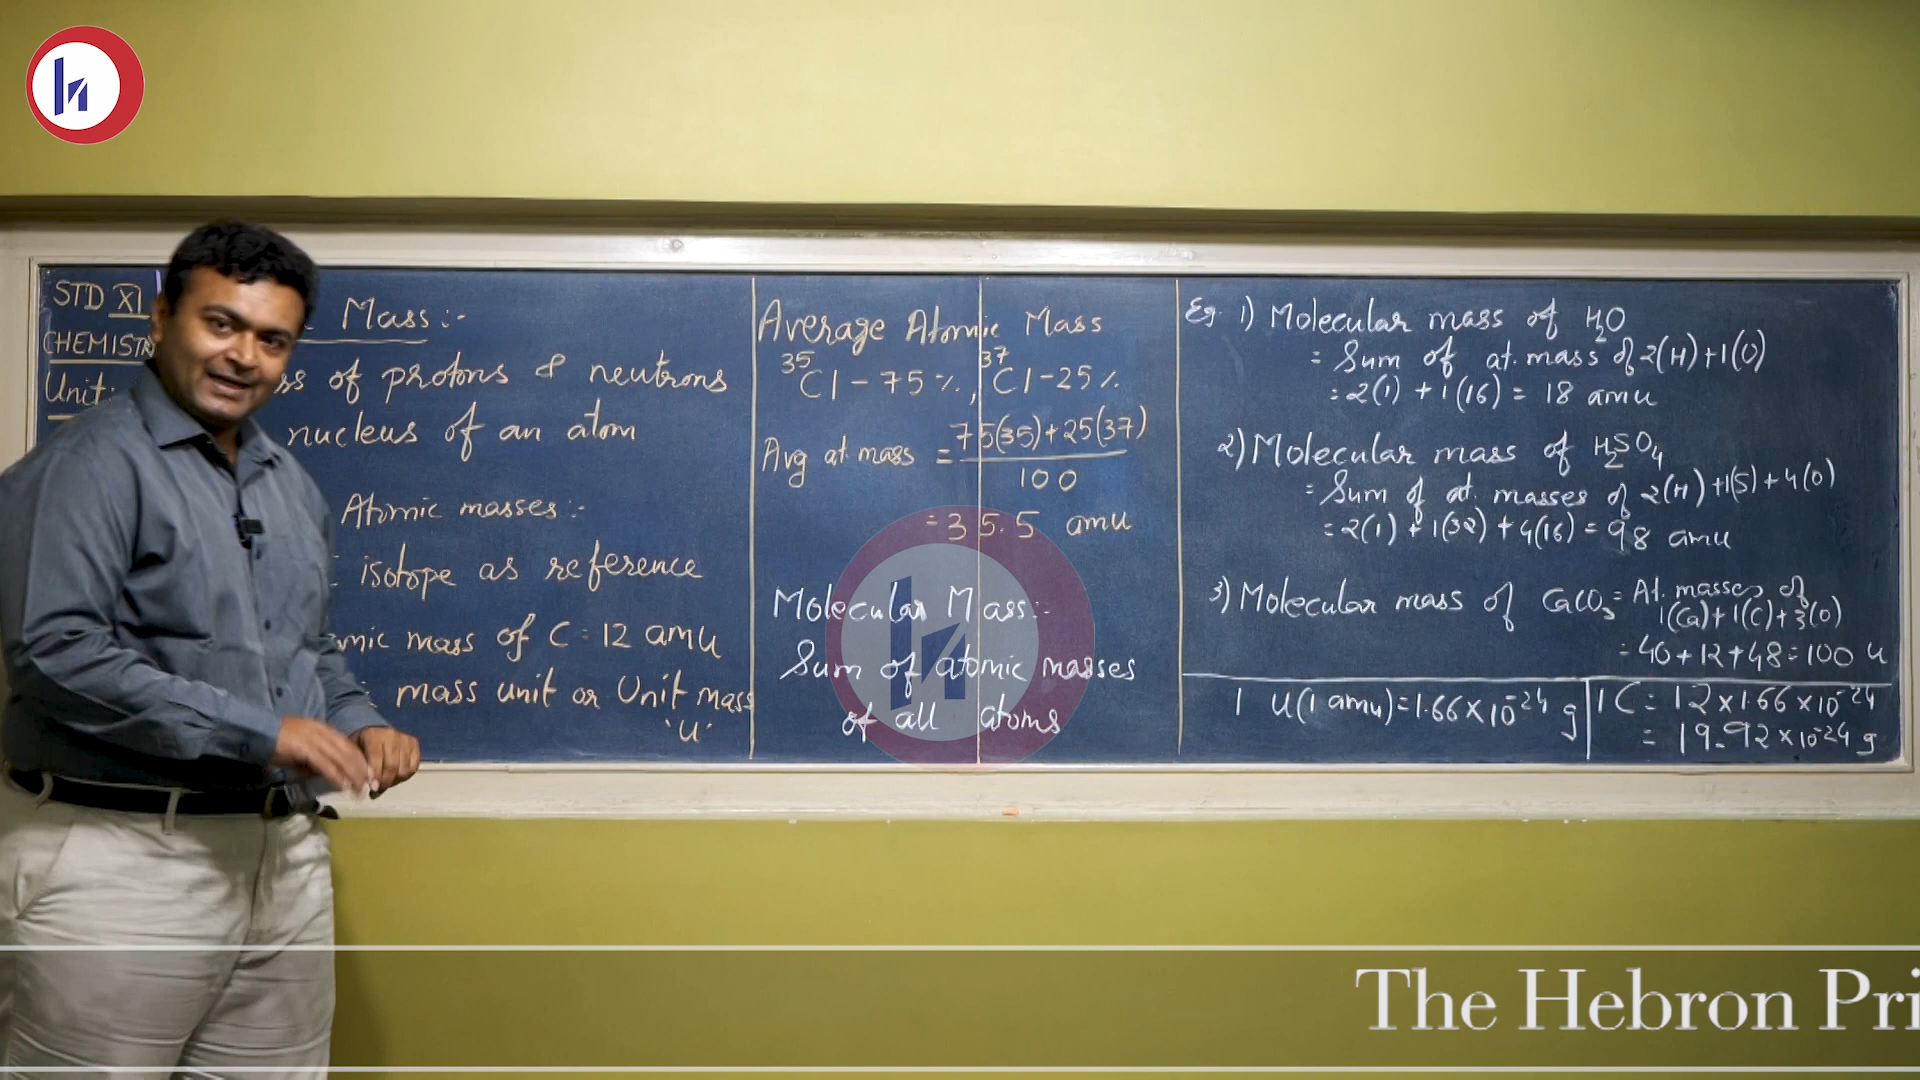 STD XI
CHEMISTR
Unit:
Mass:-
ss of protons & neutrons
nucleus of an atom
Atomic masses:-
isotope as reference
mic mass of C = 12 amu
mass unit or Unit mass
'u'
Average Atomic Mass
³⁵Cl - 75%, ³⁷Cl - 25%
Avg at mass = 75(35)+25(37)
100
= 35.5 amu
Molecular Mass:-
Sum of atomic masses
of all atoms
Eg. 1) Molecular mass of H₂O
= Sum of at. mass of 2(H)+1(O)
= 2(1) + 1(16) = 18 amu
2) Molecular mass of H₂SO₄
= Sum of at. masses of 2(H)+1(S)+4(O)
= 2(1) + 1(32) + 4(16) = 98 amu
3) Molecular mass of CaCO₃ = At. masses of
1(Ca)+1(C)+3(O)
= 40+12+48=100 u
1 u(1 amu)=1.66×10⁻²⁴ g
1 C = 12×1.66×10⁻²⁴
= 19.92×10⁻²⁴ g
The Hebron Pri